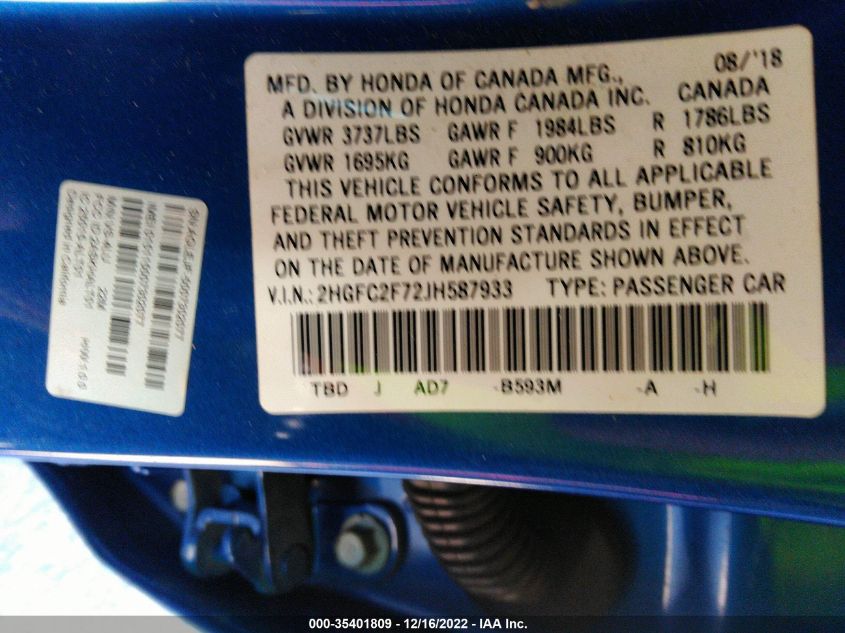 08/'18
MFD. BY HONDA OF CANADA MFG.,
A DIVISION OF HONDA CANADA INC. CANADA
GVWR 3737LBS GAWR F 1984LBS R 1786LBS
GVWR 1695KG GAWR F 900KG R 810KG
THIS VEHICLE CONFORMS TO ALL APPLICABLE
FEDERAL MOTOR VEHICLE SAFETY, BUMPER,
AND THEFT PREVENTION STANDARDS IN EFFECT
ON THE DATE OF MANUFACTURE SHOWN ABOVE.
V.I.N.: 2HGFC2F72JH587933 TYPE: PASSENGER CAR
TBD J AD7 -B593M -A -H
Designed in California
000-35401809 - 12/16/2022 - IAA Inc.